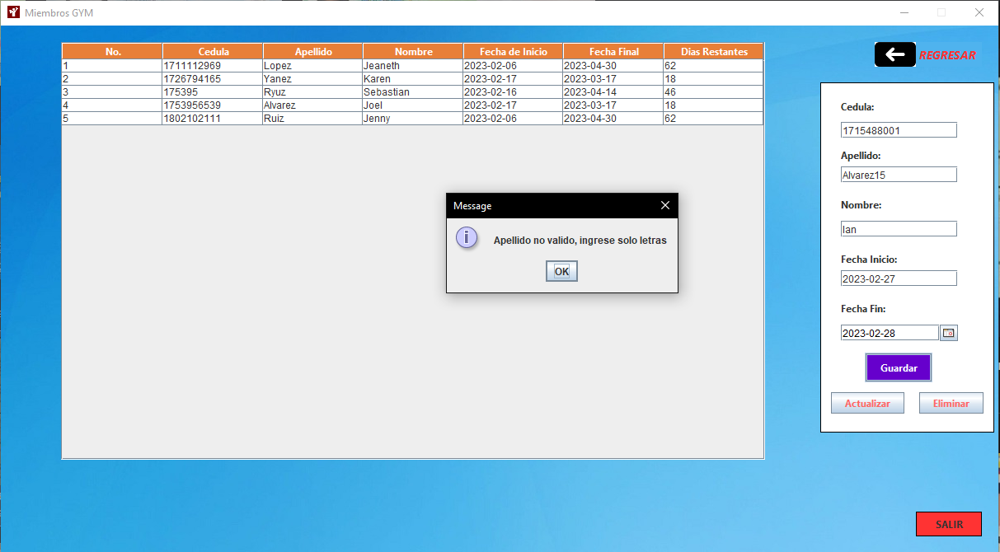 Miembros GYM
No. Cedula Apellido Nombre Fecha de Inicio Fecha Final Dias Restantes
1 1711112969 Lopez Jeaneth 2023-02-06 2023-04-30 62
2 1726794165 Yanez Karen 2023-02-17 2023-03-17 18
3 175395 Ryuz Sebastian 2023-02-16 2023-04-14 46
4 1753956539 Alvarez Joel 2023-02-17 2023-03-17 18
5 1802102111 Ruiz Jenny 2023-02-06 2023-04-30 62
REGRESAR
Cedula:
1715488001
Apellido:
Alvarez15
Nombre:
Ian
Fecha Inicio:
2023-02-27
Fecha Fin:
2023-02-28
Guardar
Actualizar Eliminar
Message
Apellido no valido, ingrese solo letras
OK
SALIR